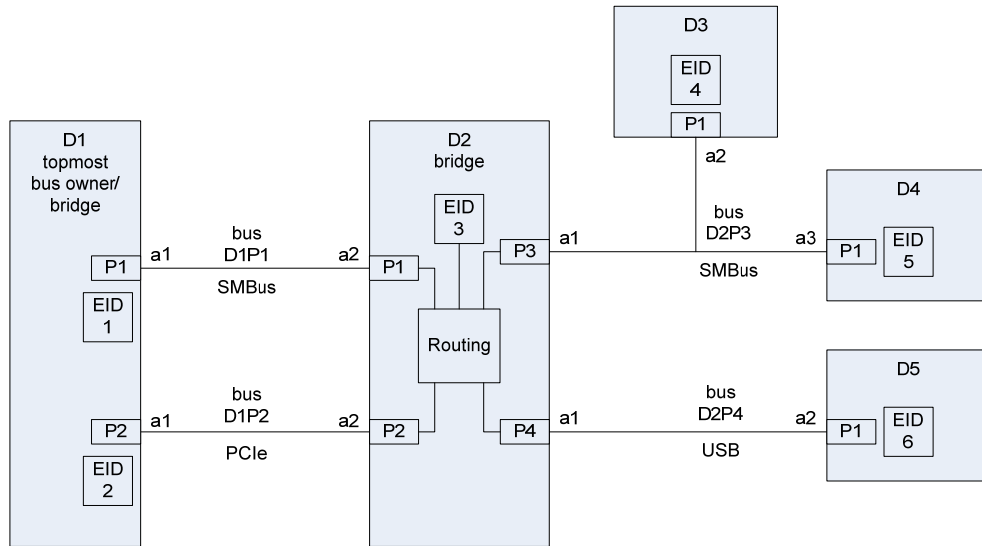 D3
EID
4
P1
a2
D1
topmost
bus owner/
bridge
P1
EID
1
P2
EID
2
a1
bus
D1P1
a2
SMBus
a1
bus
D1P2
a2
PCIe
D2
bridge
EID
3
P1
P3
Routing
P2
P4
a1
bus
D2P3
a3
SMBus
a1
bus
D2P4
a2
USB
D4
P1
EID
5
D5
P1
EID
6